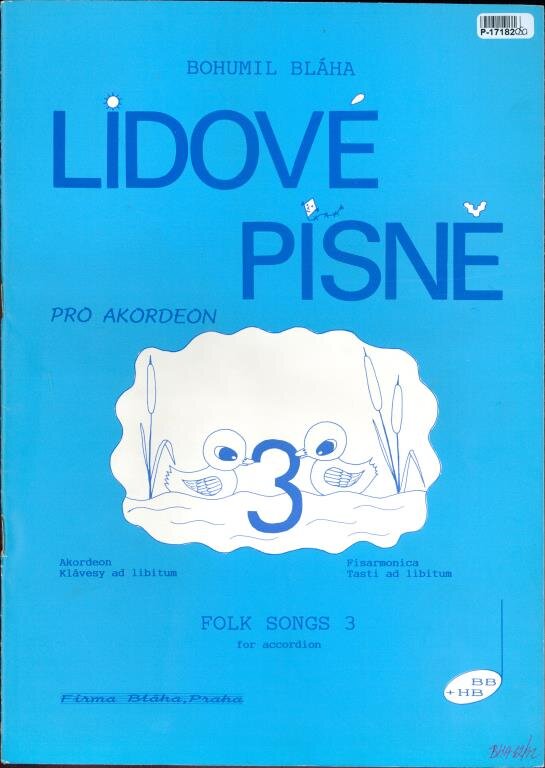 P-17182
BOHUMIL BLÁHA
LIDOVÉ
PÍSNĚ
PRO AKORDEON
3
Akordeon
Klávesy ad libitum
Fisarmonica
Tasti ad libitum
FOLK SONGS 3
for accordion
BB
+HB
Firma Bláha, Praha